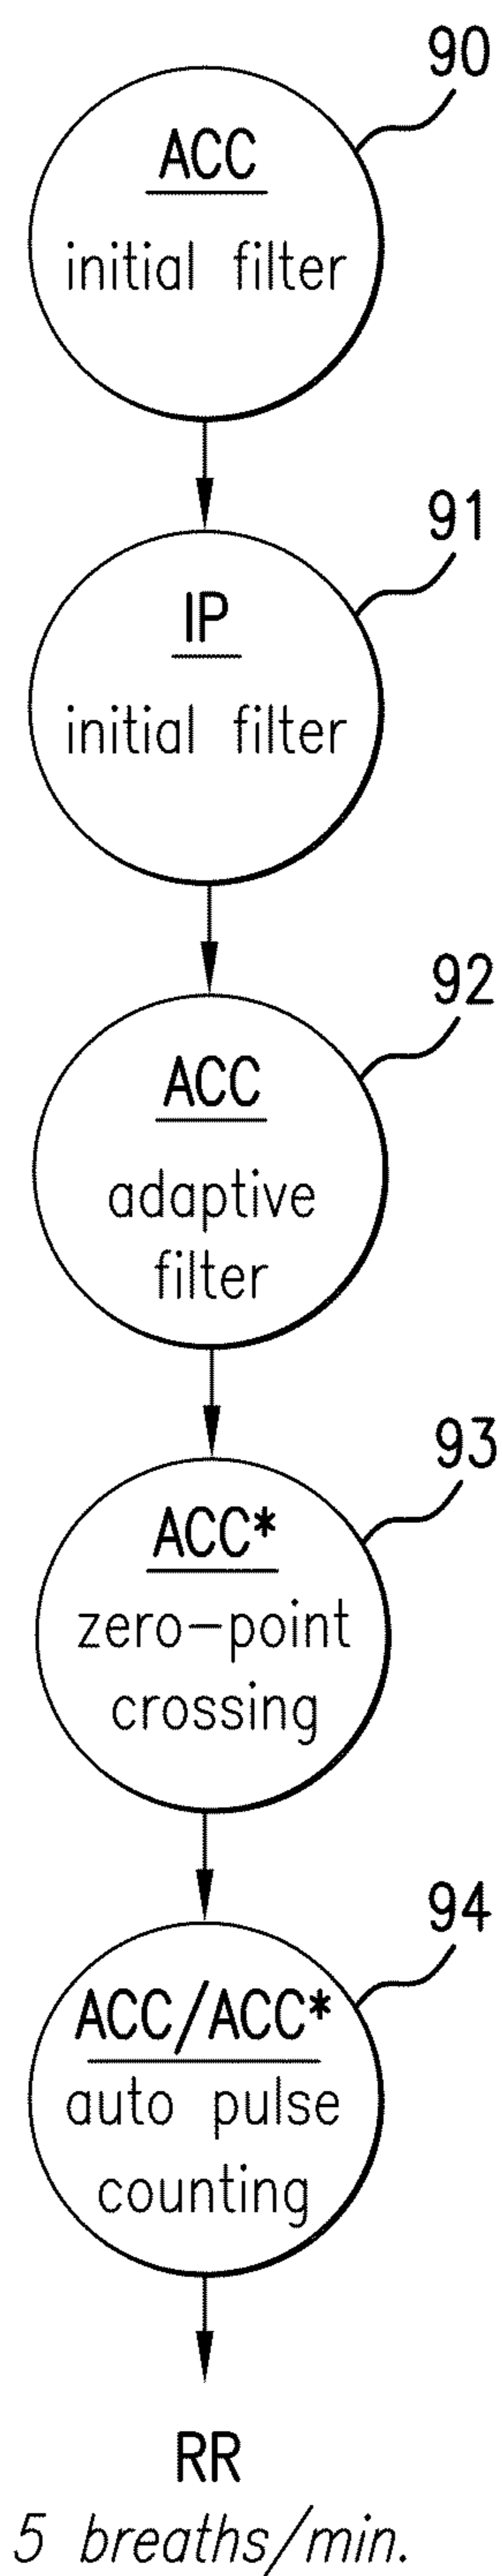 90
ACC
initial filter
91
IP
initial filter
92
ACC
adaptive
filter
93
ACC*
zero-point
crossing
94
ACC/ACC*
auto pulse
counting
RR
5 breaths/min.